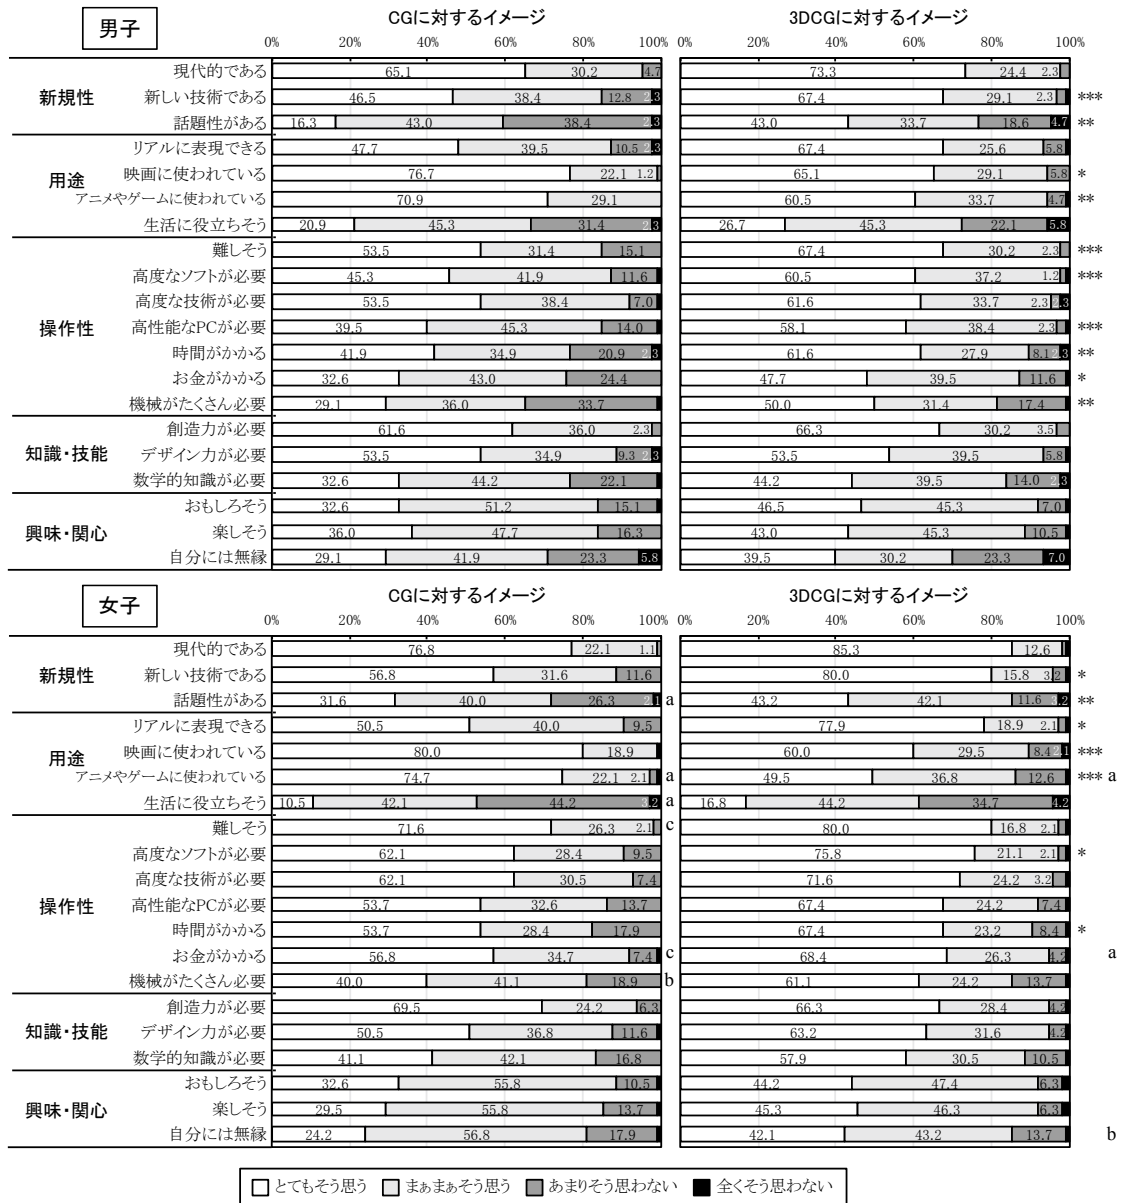 男子
CGに対するイメージ 3DCGに対するイメージ
0% 20% 40% 60% 80% 100% 0% 20% 40% 60% 80% 100%
新規性
現代的である 65.1 30.2 4.7 73.3 24.4 2.3
新しい技術である 46.5 38.4 12.8 2.3 67.4 29.1 2.3 ***
話題性がある 16.3 43.0 38.4 2.3 43.0 33.7 18.6 4.7 **
用途
リアルに表現できる 47.7 39.5 10.5 2.3 67.4 25.6 5.8
映画に使われている 76.7 22.1 1.2 65.1 29.1 5.8 *
アニメやゲームに使われている 70.9 29.1 60.5 33.7 4.7 **
生活に役立ちそう 20.9 45.3 31.4 2.3 26.7 45.3 22.1 5.8
操作性
難しそう 53.5 31.4 15.1 67.4 30.2 2.3 ***
高度なソフトが必要 45.3 41.9 11.6 60.5 37.2 1.2 ***
高度な技術が必要 53.5 38.4 7.0 61.6 33.7 2.3 2.3
高性能なPCが必要 39.5 45.3 14.0 58.1 38.4 2.3 ***
時間がかかる 41.9 34.9 20.9 2.3 61.6 27.9 8.1 2.3 **
お金がかかる 32.6 43.0 24.4 47.7 39.5 11.6 *
機械がたくさん必要 29.1 36.0 33.7 50.0 31.4 17.4 **
知識・技能
創造力が必要 61.6 36.0 2.3 66.3 30.2 3.5
デザイン力が必要 53.5 34.9 9.3 2.3 53.5 39.5 5.8
数学的知識が必要 32.6 44.2 22.1 44.2 39.5 14.0 2.3
興味・関心
おもしろそう 32.6 51.2 15.1 46.5 45.3 7.0
楽しそう 36.0 47.7 16.3 43.0 45.3 10.5
自分には無縁 29.1 41.9 23.3 5.8 39.5 30.2 23.3 7.0
女子
CGに対するイメージ 3DCGに対するイメージ
0% 20% 40% 60% 80% 100% 0% 20% 40% 60% 80% 100%
新規性
現代的である 76.8 22.1 1.1 85.3 12.6
新しい技術である 56.8 31.6 11.6 80.0 15.8 3.2 *
話題性がある 31.6 40.0 26.3 2.1 a 43.2 42.1 11.6 3.2 **
用途
リアルに表現できる 50.5 40.0 9.5 77.9 18.9 2.1 *
映画に使われている 80.0 18.9 60.0 29.5 8.4 2.1 ***
アニメやゲームに使われている 74.7 22.1 2.1 a 49.5 36.8 12.6 *** a
生活に役立ちそう 10.5 42.1 44.2 3.2 a 16.8 44.2 34.7 4.2
操作性
難しそう 71.6 26.3 2.1 c 80.0 16.8 2.1
高度なソフトが必要 62.1 28.4 9.5 75.8 21.1 2.1 *
高度な技術が必要 62.1 30.5 7.4 71.6 24.2 3.2
高性能なPCが必要 53.7 32.6 13.7 67.4 24.2 7.4
時間がかかる 53.7 28.4 17.9 67.4 23.2 8.4 *
お金がかかる 56.8 34.7 7.4 c 68.4 26.3 4.2 a
機械がたくさん必要 40.0 41.1 18.9 b 61.1 24.2 13.7
知識・技能
創造力が必要 69.5 24.2 6.3 66.3 28.4 4.2
デザイン力が必要 50.5 36.8 11.6 63.2 31.6 4.2
数学的知識が必要 41.1 42.1 16.8 57.9 30.5 10.5
興味・関心
おもしろそう 32.6 55.8 10.5 44.2 47.4 6.3
楽しそう 29.5 55.8 13.7 45.3 46.3 6.3
自分には無縁 24.2 56.8 17.9 42.1 43.2 13.7 b
とてもそう思う まぁまぁそう思う あまりそう思わない 全くそう思わない